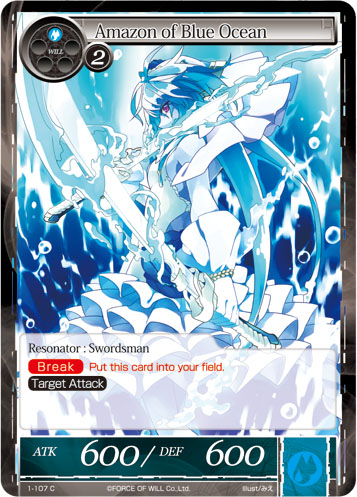 Amazon of Blue Ocean
WILL
2
Resonator : Swordsman
Break Put this card into your field.
Target Attack
ATK 600 / DEF 600
1-107 C ©FORCE OF WILL Co.,Ltd. Illust/みえ